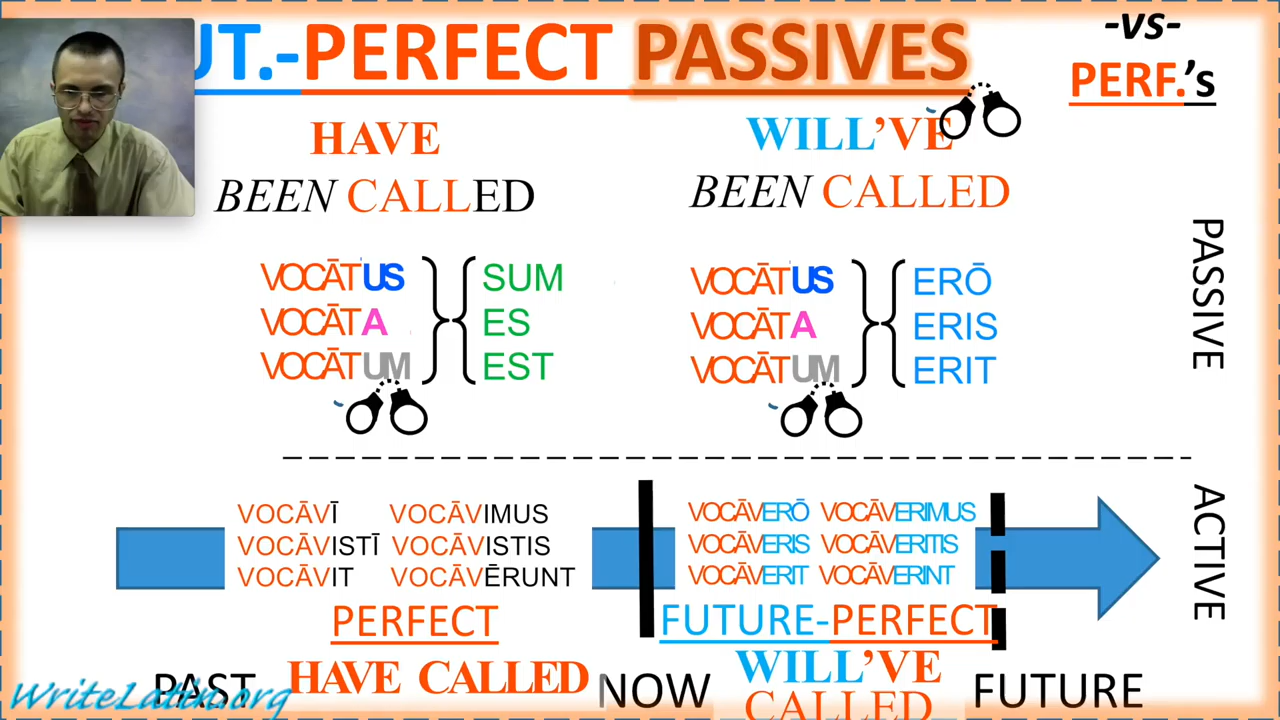 UT.-PERFECT PASSIVES
-vs-
PERF.'s
HAVE
BEEN CALLED
WILL'VE
BEEN CALLED
VOCĀTUS
VOCĀTA
VOCĀTUM
SUM
ES
EST
VOCĀTUS
VOCĀTA
VOCĀTUM
ERŌ
ERIS
ERIT
PASSIVE
VOCĀVĪ VOCĀVIMUS
VOCĀVISTĪ VOCĀVISTIS
VOCĀVIT VOCĀVĒRUNT
PERFECT
HAVE CALLED
VOCĀVERŌ VOCĀVERIMUS
VOCĀVERIS VOCĀVERITIS
VOCĀVERIT VOCĀVERINT
FUTURE-PERFECT
WILL'VE
CALLED
ACTIVE
PAST
NOW
FUTURE
WriteLatin.org